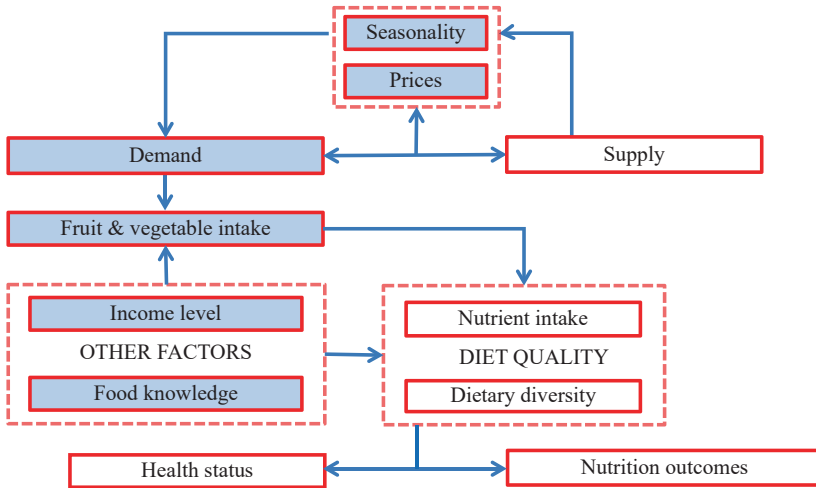 Seasonality
Prices
Demand
Supply
Fruit & vegetable intake
Income level
OTHER FACTORS
Food knowledge
Nutrient intake
DIET QUALITY
Dietary diversity
Health status
Nutrition outcomes